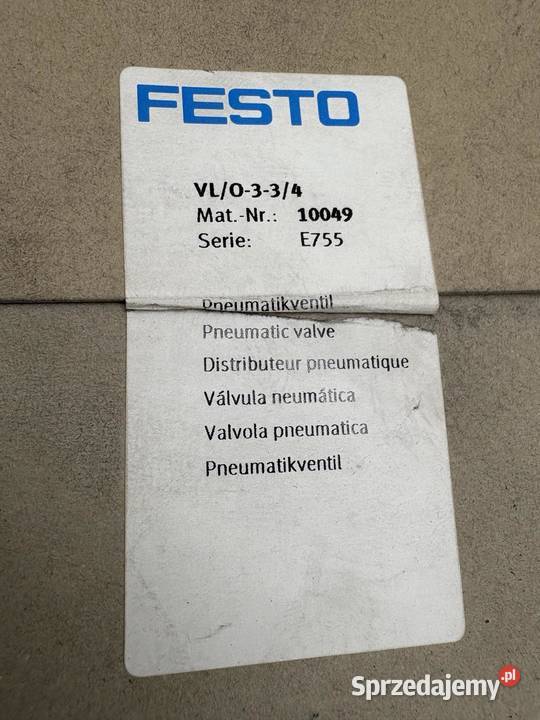 FESTO
VL/O-3-3/4
Mat.-Nr.: 10049
Serie: E755
Pneumatikventil
Pneumatic valve
Distributeur pneumatique
Válvula neumática
Valvola pneumatica
Pneumatikventil
Sprzedajemy.pl